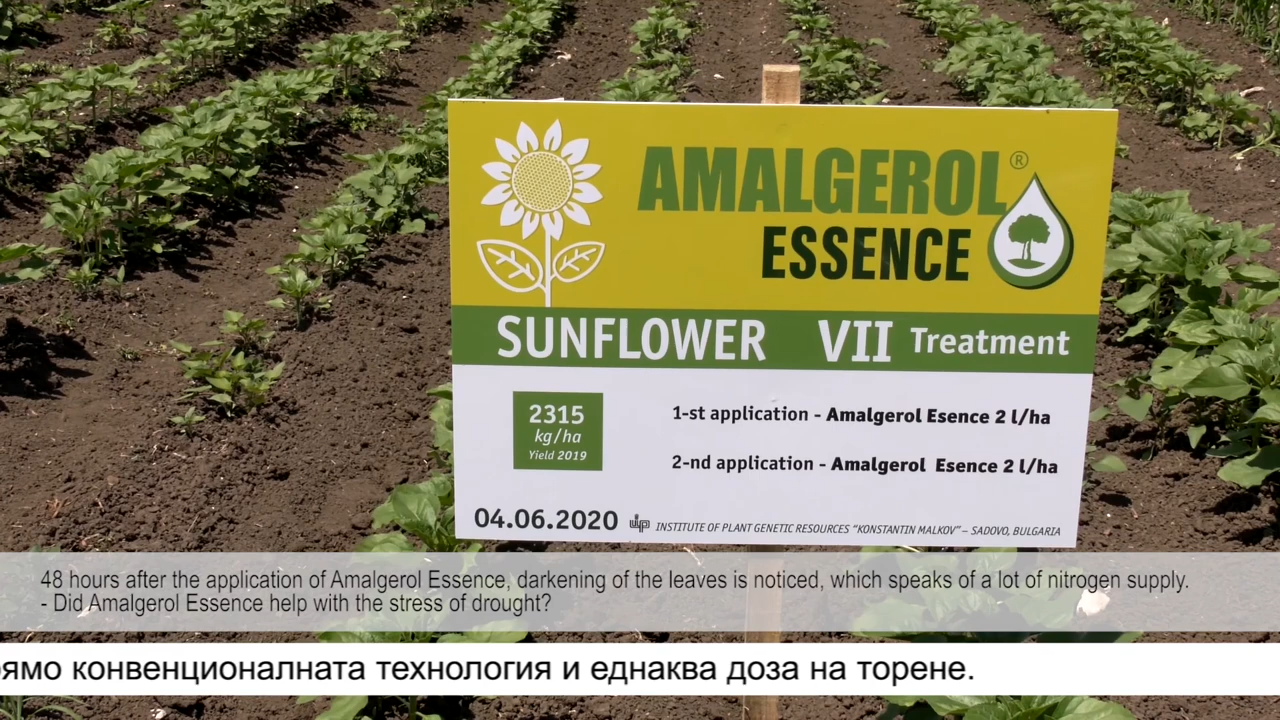 AMALGEROL®
ESSENCE
SUNFLOWER VII Treatment
2315
kg/ha
Yield 2019
1-st application - Amalgerol Esence 2 l/ha
2-nd application - Amalgerol Esence 2 l/ha
04.06.2020
INSTITUTE OF PLANT GENETIC RESOURCES "KONSTANTIN MALKOV" – SADOVO, BULGARIA
48 hours after the application of Amalgerol Essence, darkening of the leaves is noticed, which speaks of a lot of nitrogen supply.
- Did Amalgerol Essence help with the stress of drought?
конвенционалната технология и еднаква доза на торене.